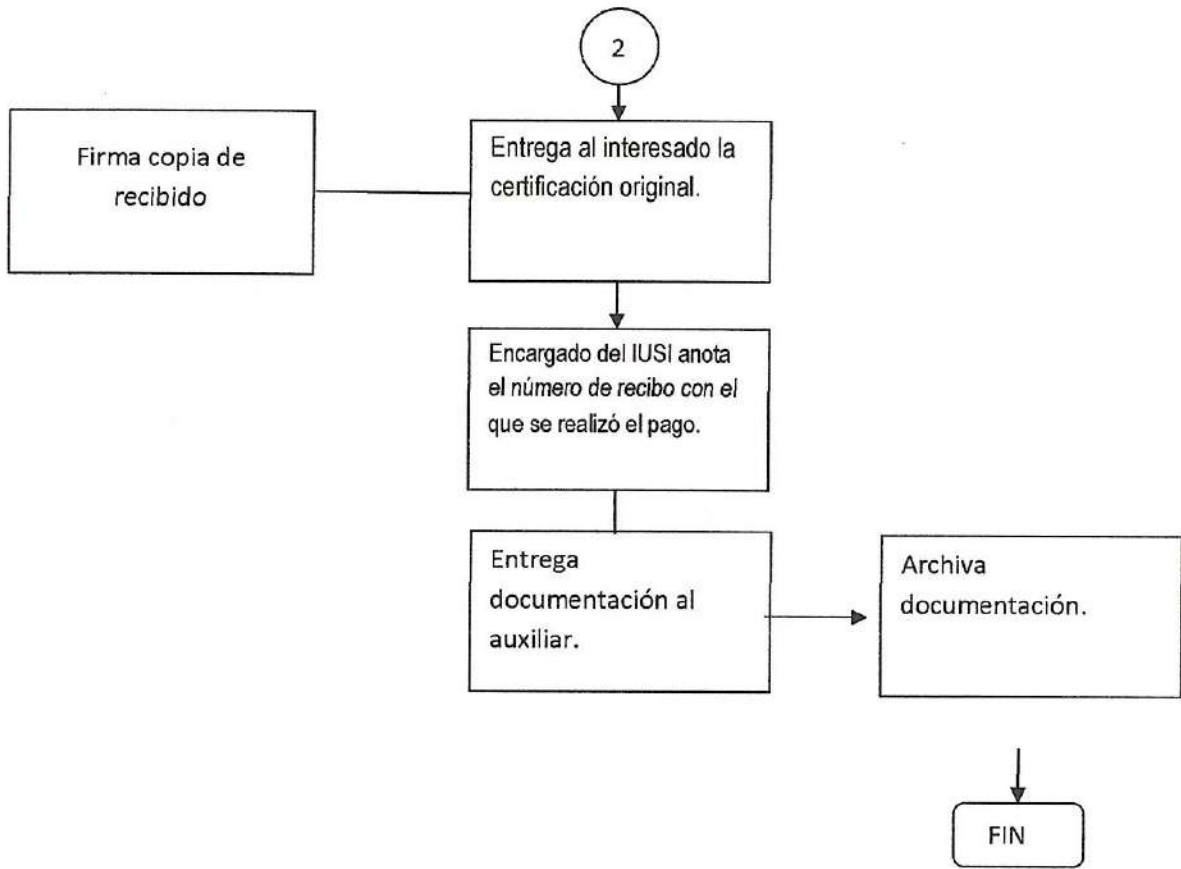 2
Firma copia de
recibido
Entrega al interesado la
certificación original.
Encargado del IUSI anota
el número de recibo con el
que se realizó el pago.
Entrega
documentación al
auxiliar.
Archiva
documentación.
FIN